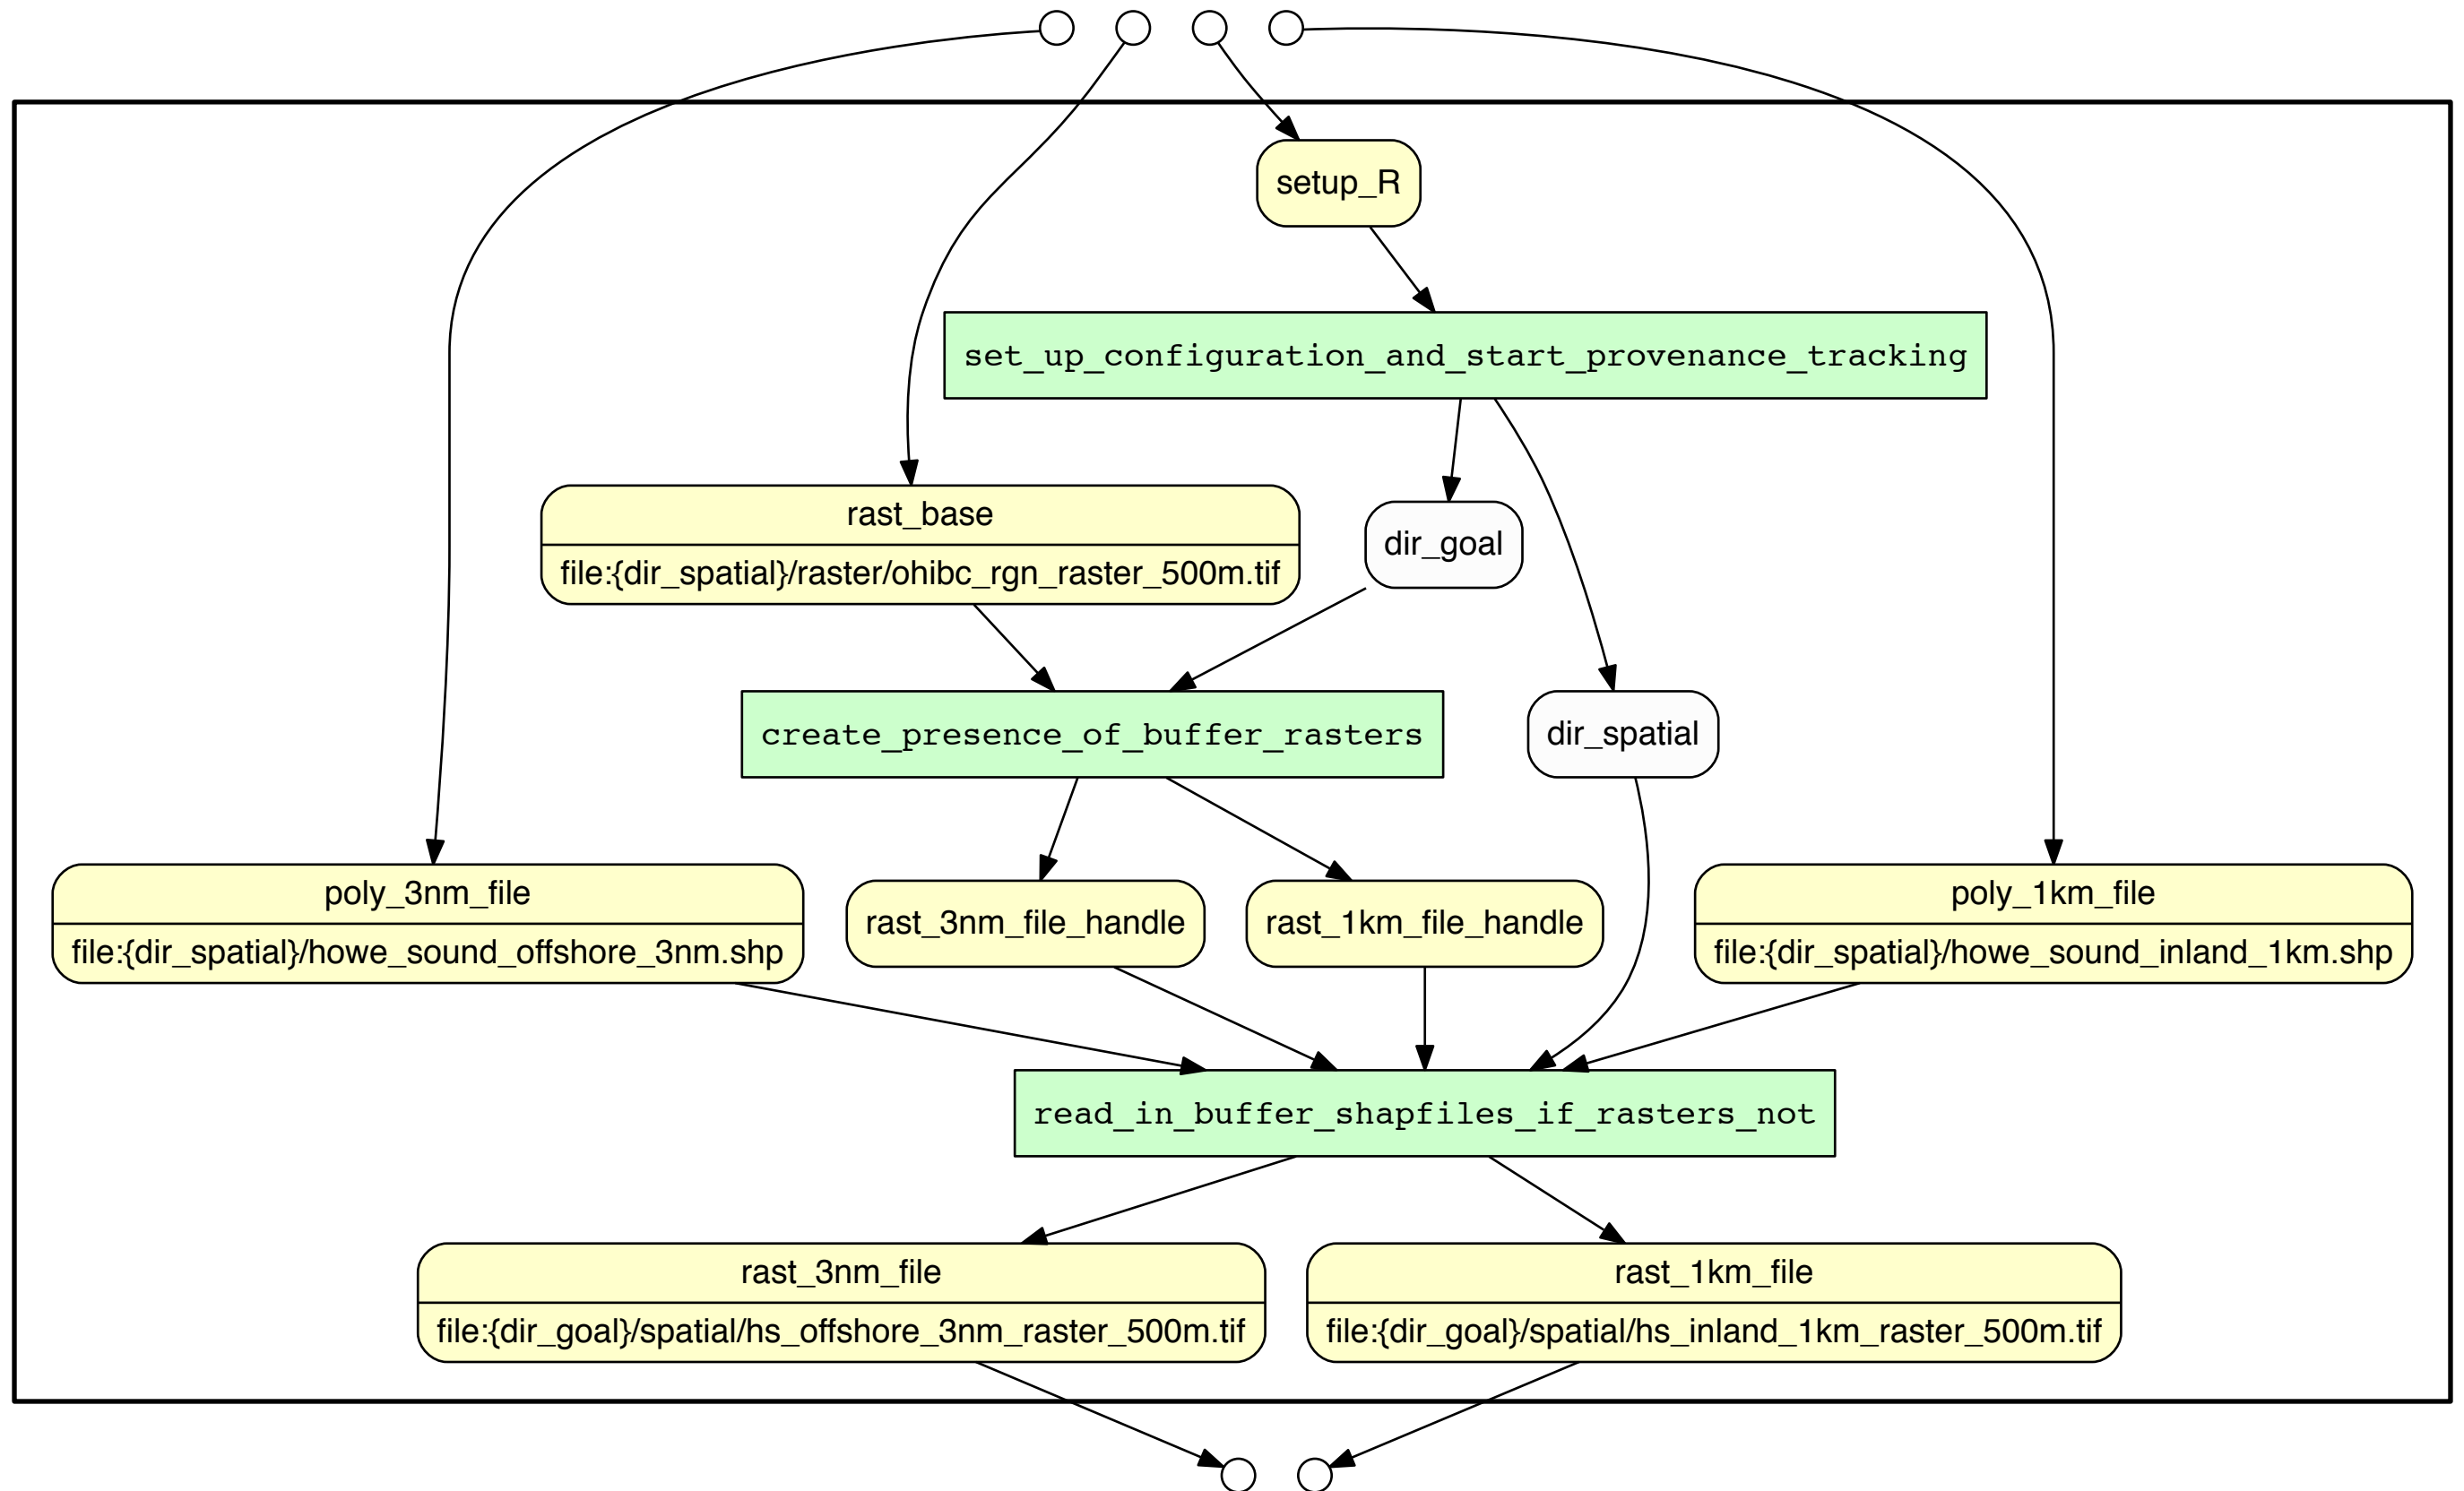 setup_R
set_up_configuration_and_start_provenance_tracking
rast_base
file:{dir_spatial}/raster/ohibc_rgn_raster_500m.tif
dir_goal
create_presence_of_buffer_rasters
dir_spatial
poly_3nm_file
file:{dir_spatial}/howe_sound_offshore_3nm.shp
rast_3nm_file_handle
rast_1km_file_handle
poly_1km_file
file:{dir_spatial}/howe_sound_inland_1km.shp
read_in_buffer_shapfiles_if_rasters_not
rast_3nm_file
file:{dir_goal}/spatial/hs_offshore_3nm_raster_500m.tif
rast_1km_file
file:{dir_goal}/spatial/hs_inland_1km_raster_500m.tif